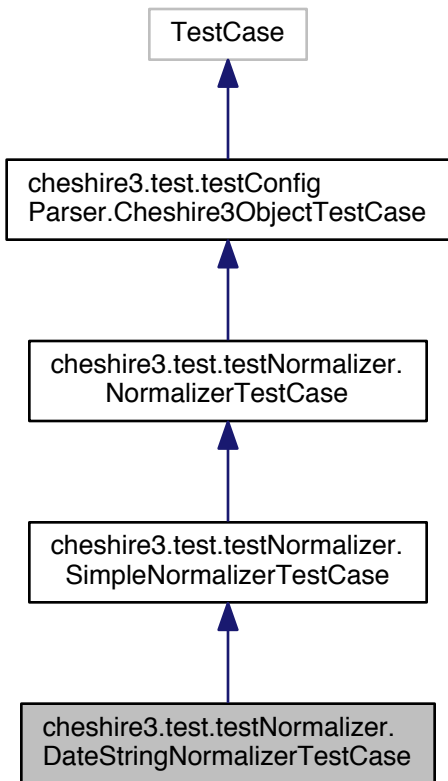 TestCase
cheshire3.test.testConfig
Parser.Cheshire3ObjectTestCase
cheshire3.test.testNormalizer.
NormalizerTestCase
cheshire3.test.testNormalizer.
SimpleNormalizerTestCase
cheshire3.test.testNormalizer.
DateStringNormalizerTestCase